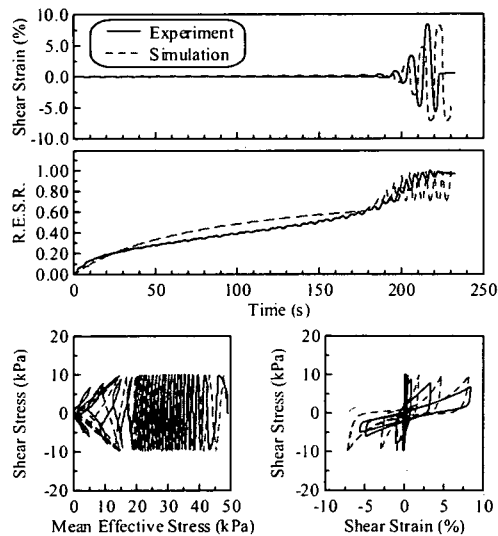 Shear Strain (%)
10.0
5.0
0.0
-5.0
-10.0
Experiment
Simulation
R.E.S.R.
1.00
0.80
0.60
0.40
0.20
0.00
0 50 100 150 200 250
Time (s)
Shear Stress (kPa)
20
10
0
-10
-20
0 10 20 30 40 50
Mean Effective Stress (kPa)
Shear Stress (kPa)
20
10
0
-10
-20
-10 -5 0 5 10
Shear Strain (%)